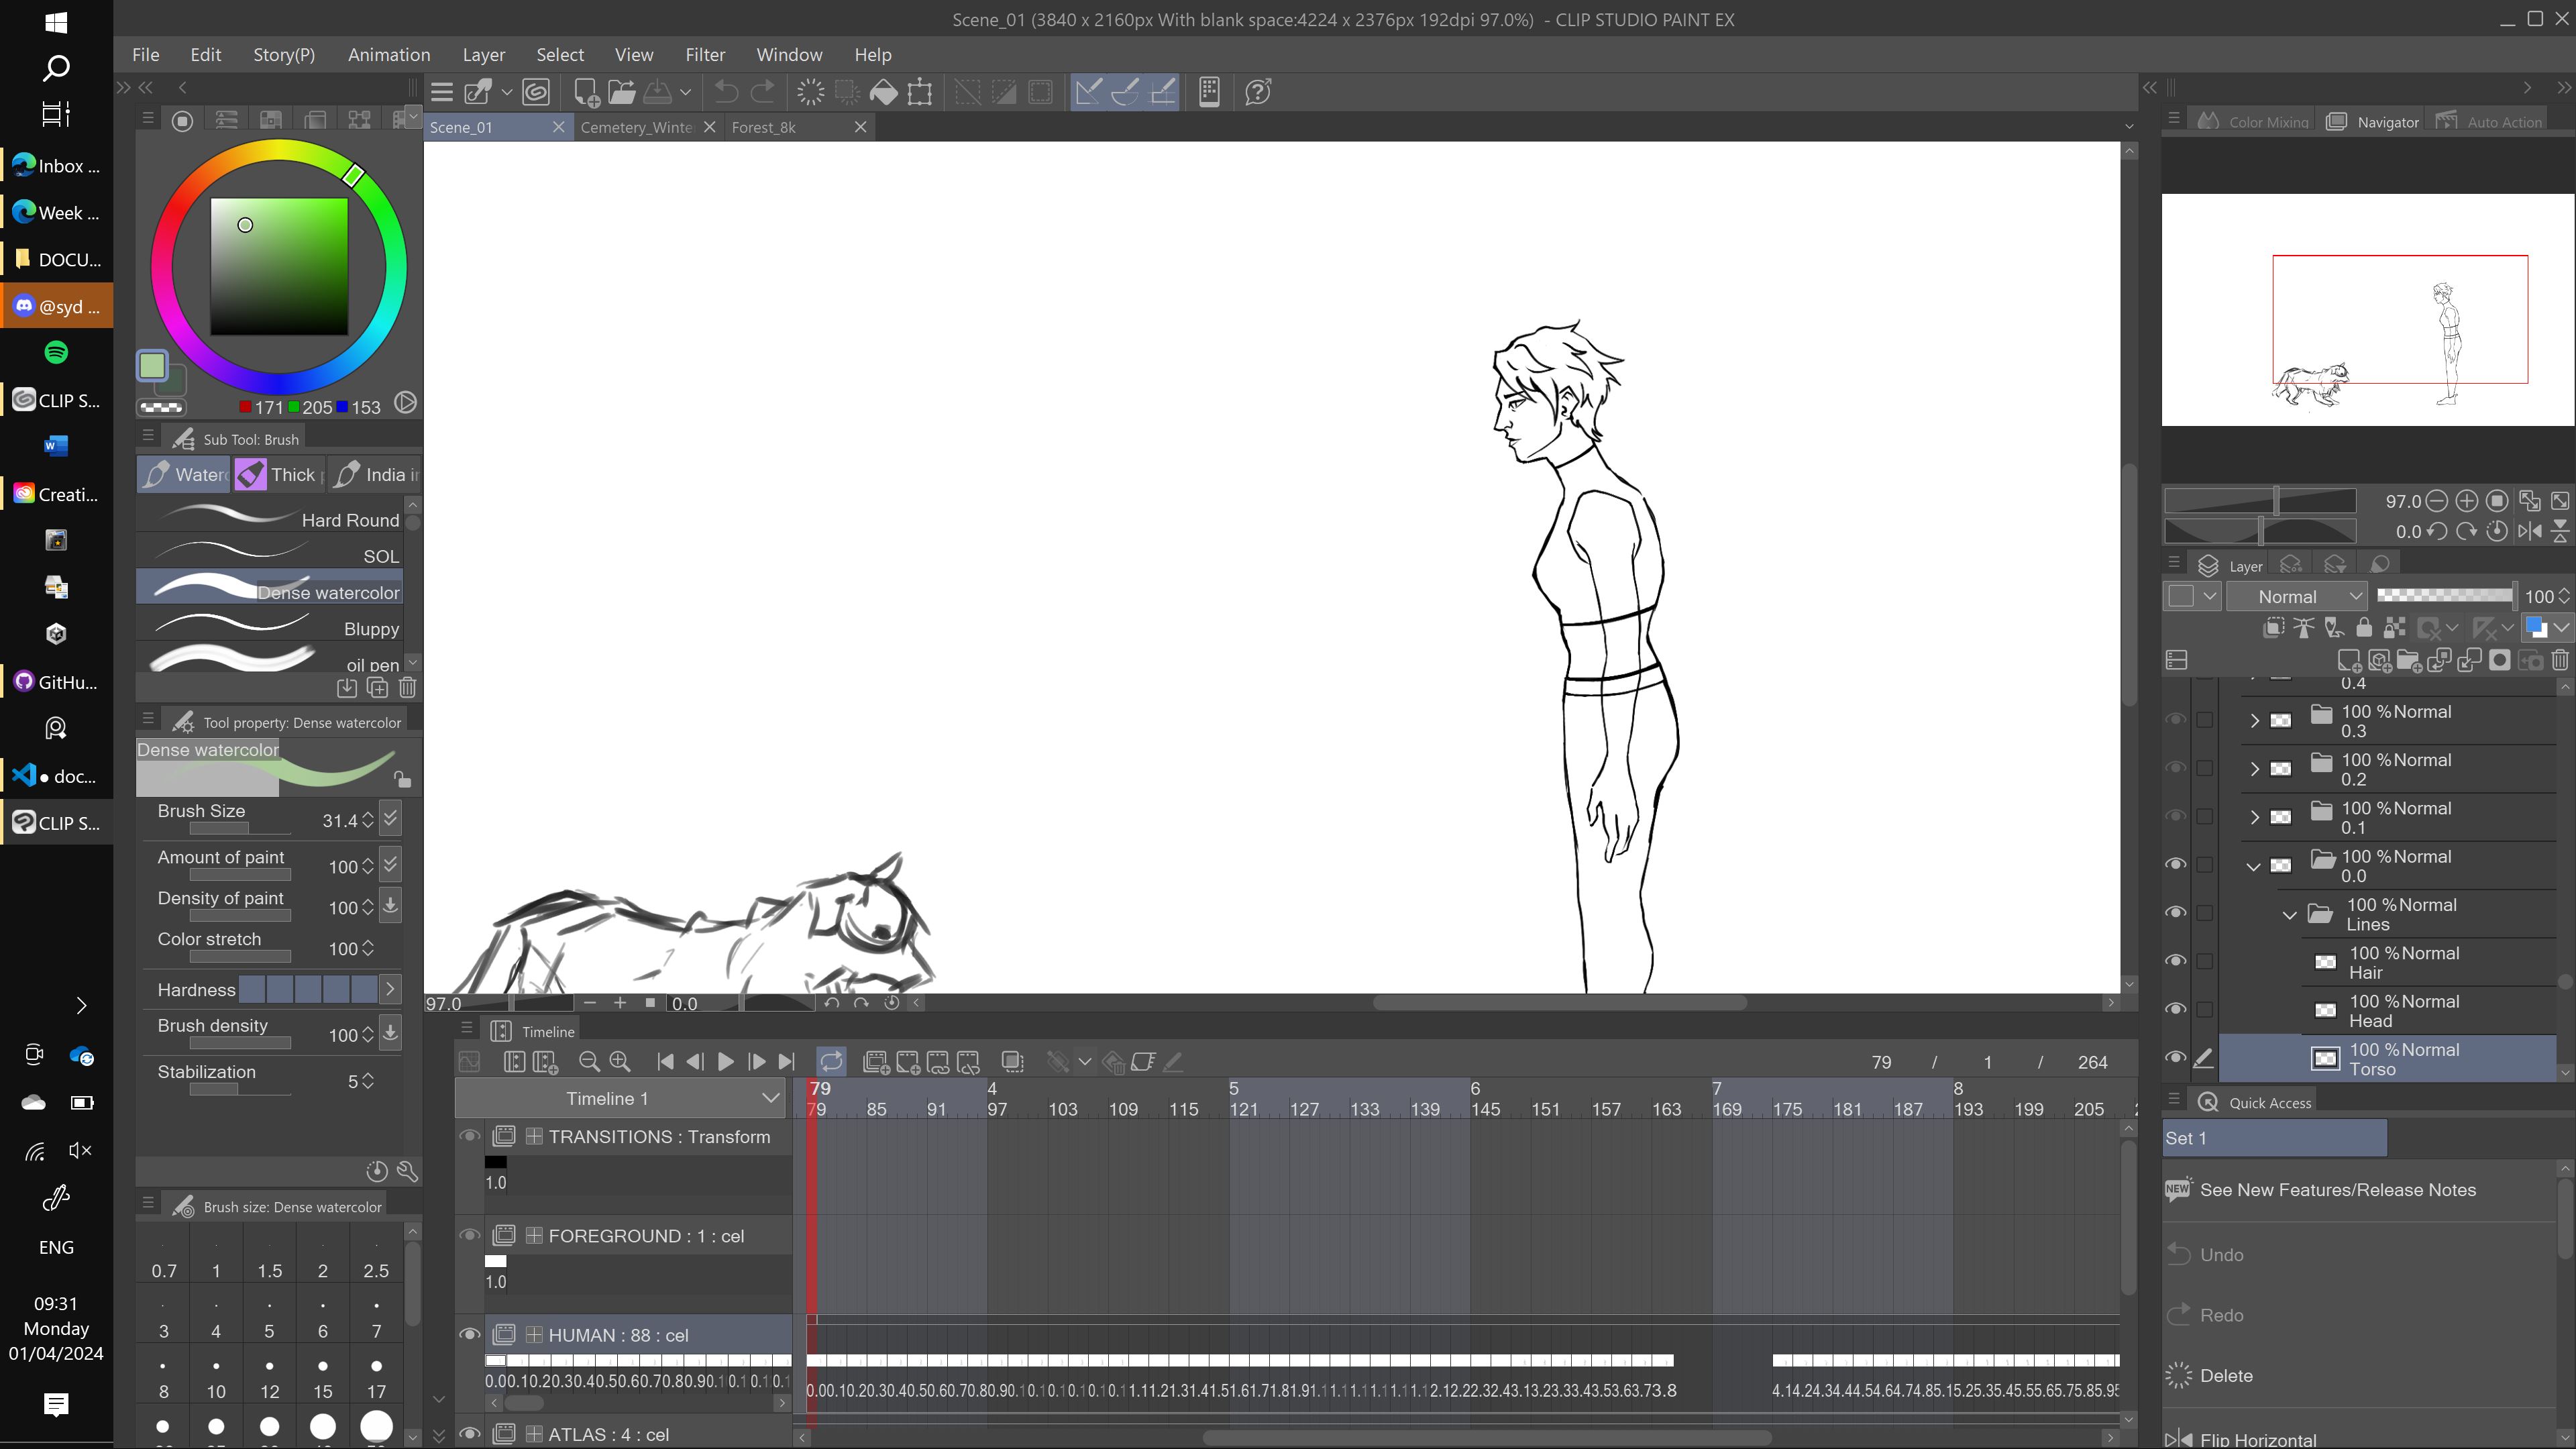 Scene_01 (3840 x 2160px With blank space:4224 x 2376px 192dpi 97.0%) - CLIP STUDIO PAINT EX
File Edit Story(P) Animation Layer Select View Filter Window Help
Scene_01 Cemetery_Winte Forest_8k
Inbox ...
Week ...
DOCU...
@syd ...
CLIP S...
Creati...
GitHu...
doc...
CLIP S...
ENG
09:31
Monday
01/04/2024
171 205 153
Sub Tool: Brush
Water Thick India in
Hard Round
SOL
Dense watercolor
Bluppy
oil pen
Tool property: Dense watercolor
Dense watercolor
Brush Size 31.4
Amount of paint 100
Density of paint 100
Color stretch 100
Hardness
Brush density 100
Stabilization 5
Brush size: Dense watercolor
0.7 1 1.5 2 2.5
3 4 5 6 7
8 10 12 15 17
97.0 0.0
Timeline
79 / 1 / 264
Timeline 1
79 4 5 6 7 8
79 85 91 97 103 109 115 121 127 133 139 145 151 157 163 169 175 181 187 193 199 205
TRANSITIONS : Transform
1.0
FOREGROUND : 1 : cel
1.0
HUMAN : 88 : cel
ATLAS : 4 : cel
Color Mixing Navigator Auto Action
97.0
0.0
Layer
Normal 100
0.4
100 %Normal
0.3
100 %Normal
0.2
100 %Normal
0.1
100 %Normal
0.0
100 %Normal
Lines
100 %Normal
Hair
100 %Normal
Head
100 %Normal
Torso
Quick Access
Set 1
NEW See New Features/Release Notes
Undo
Redo
Delete
Flip Horizontal